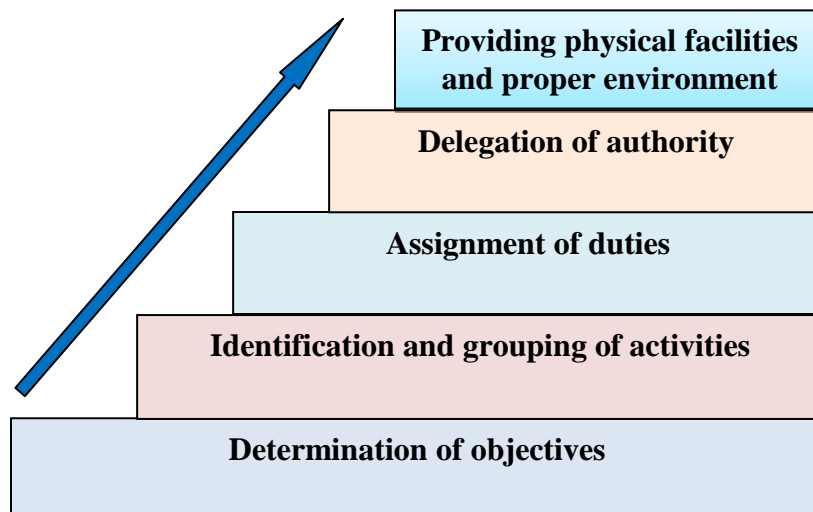 Providing physical facilities
and proper environment
Delegation of authority
Assignment of duties
Identification and grouping of activities
Determination of objectives